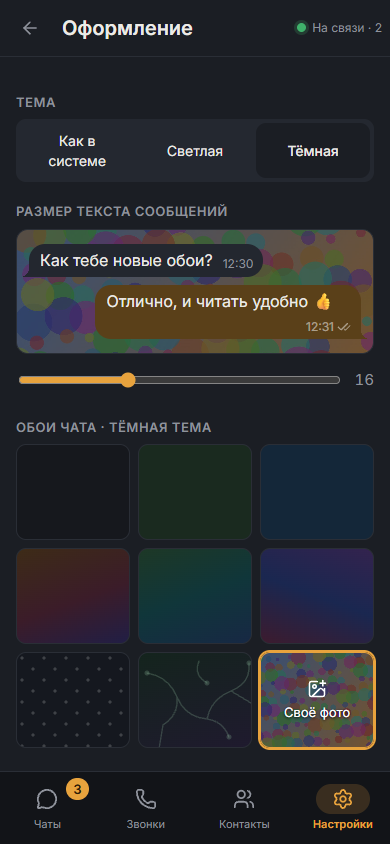 Оформление
На связи · 2
ТЕМА
Как в
системе
Светлая
Тёмная
РАЗМЕР ТЕКСТА СООБЩЕНИЙ
Как тебе новые обои? 12:30
Отлично, и читать удобно 👍
12:31
16
ОБОИ ЧАТА · ТЁМНАЯ ТЕМА
Своё фото
3
Чаты
Звонки
Контакты
Настройки